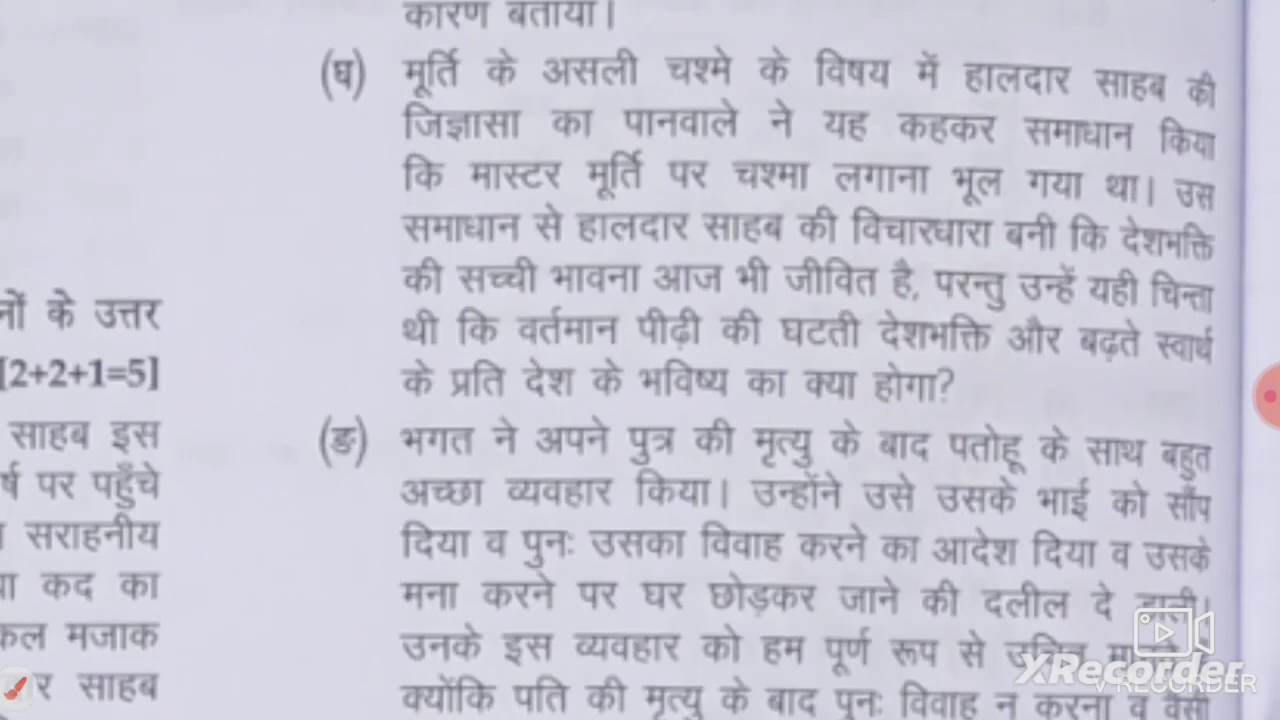 नों के उत्तर
[2+2+1=5]
साहब इस
र्ष पर पहुँचे
सराहनीय
कद का
मजाक
र साहब
कारण बताया।
(घ) मूर्ति के असली चश्मे के विषय में हालदार साहब की
जिज्ञासा का पानवाले ने यह कहकर समाधान किया
कि मास्टर मूर्ति पर चश्मा लगाना भूल गया था। उस
समाधान से हालदार साहब की विचारधारा बनी कि देशभक्ति
की सच्ची भावना आज भी जीवित है, परन्तु उन्हें यही चिन्ता
थी कि वर्तमान पीढ़ी की घटती देशभक्ति और बढ़ते स्वार्थ
के प्रति देश के भविष्य का क्या होगा?
(ङ) भगत ने अपने पुत्र की मृत्यु के बाद पतोहू के साथ बहुत
अच्छा व्यवहार किया। उन्होंने उसे उसके भाई को सौंप
दिया व पुनः उसका विवाह करने का आदेश दिया व उसके
मना करने पर घर छोड़कर जाने की दलील दे डाली।
उनके इस व्यवहार को हम पूर्ण रूप से
क्योंकि पति की मृत्यु के बाद पुनः विवाह न करना व
XRecorder
V RECORDER